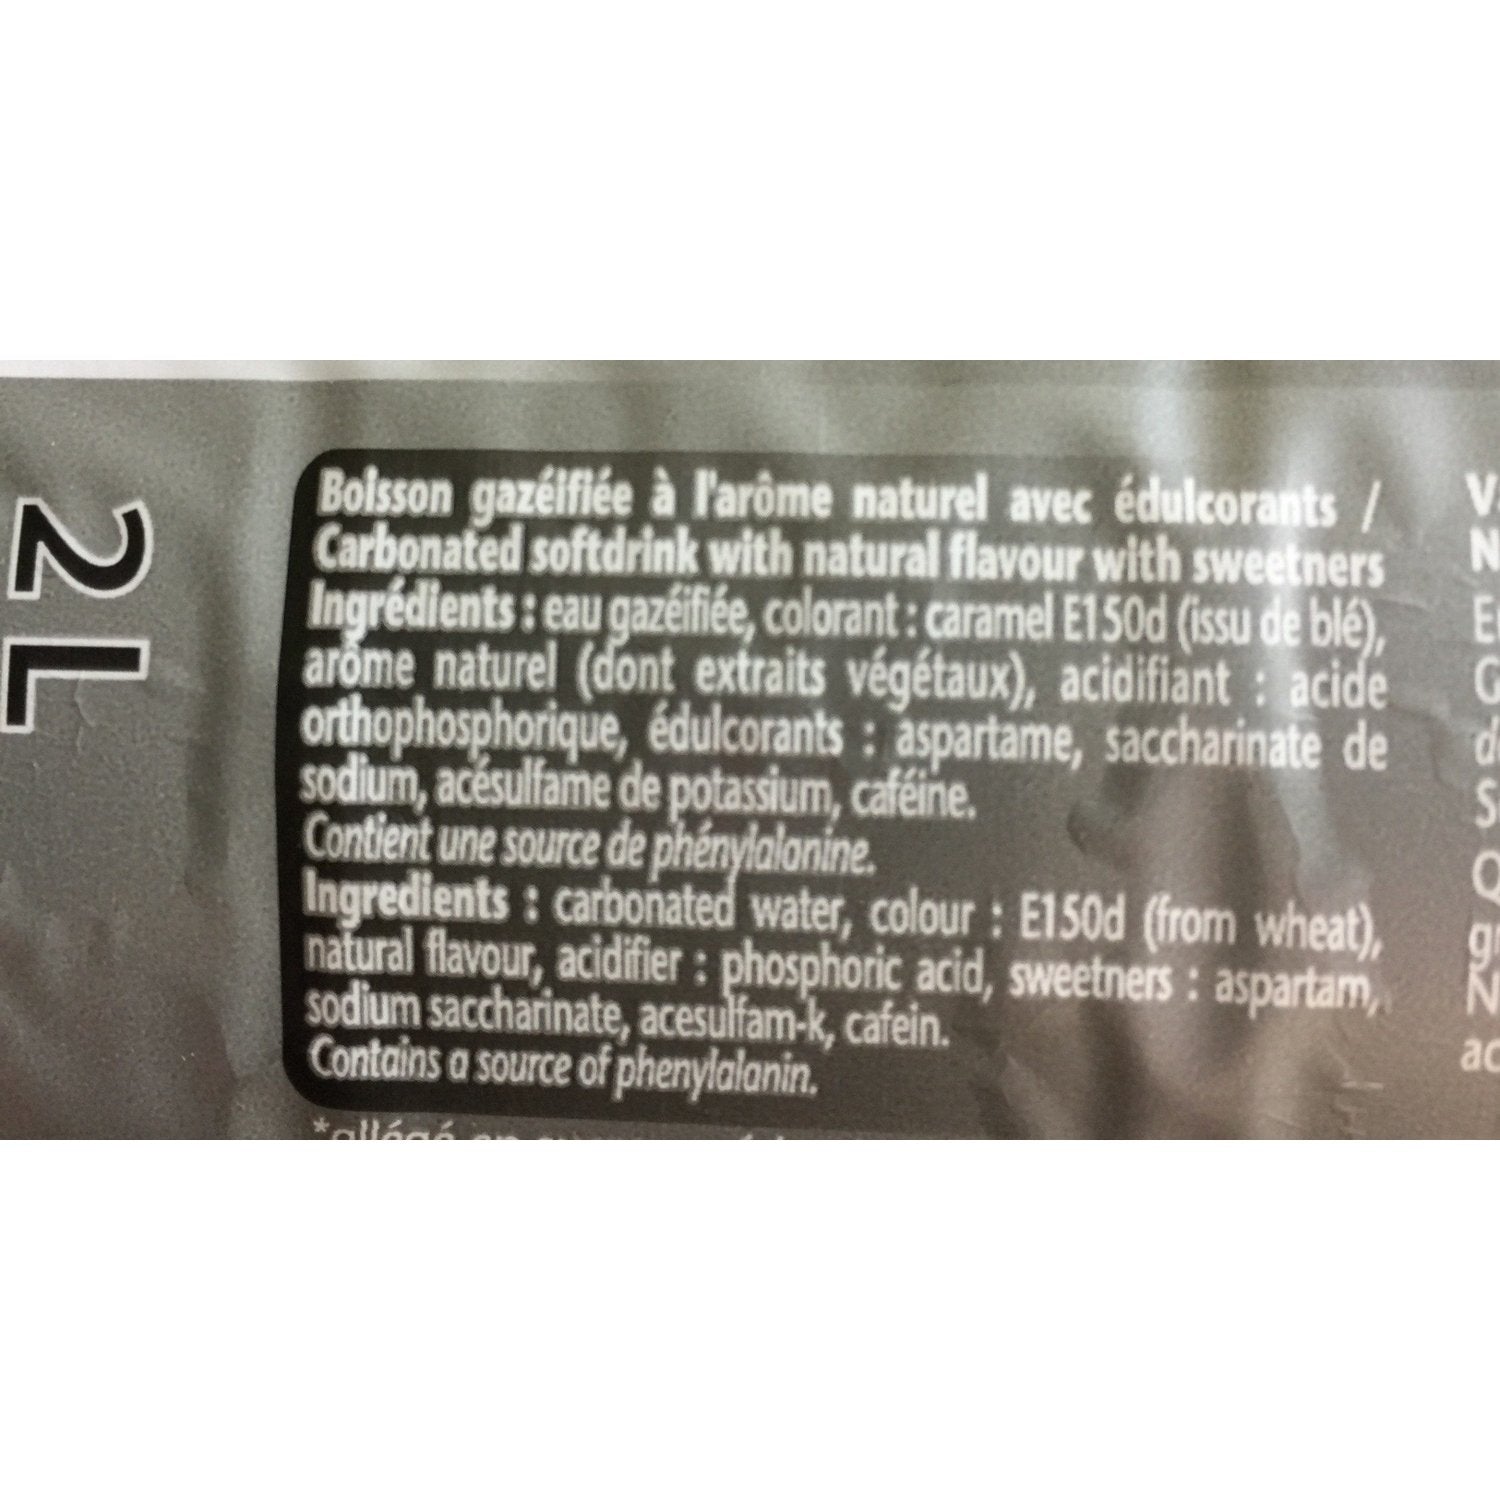 2L
Boisson gazéifiée à l'arôme naturel avec édulcorants /
Carbonated softdrink with natural flavour with sweetners
Ingrédients : eau gazéifiée, colorant : caramel E150d (issu de blé),
arôme naturel (dont extraits végétaux), acidifiant : acide
orthophosphorique, édulcorants : aspartame, saccharinate de
sodium, acésulfame de potassium, caféine.
Contient une source de phénylalanine.
Ingredients : carbonated water, colour : E150d (from wheat),
natural flavour, acidifier : phosphoric acid, sweetners : aspartam,
sodium saccharinate, acesulfam-k, cafein.
Contains a source of phenylalanin.
*allégé en